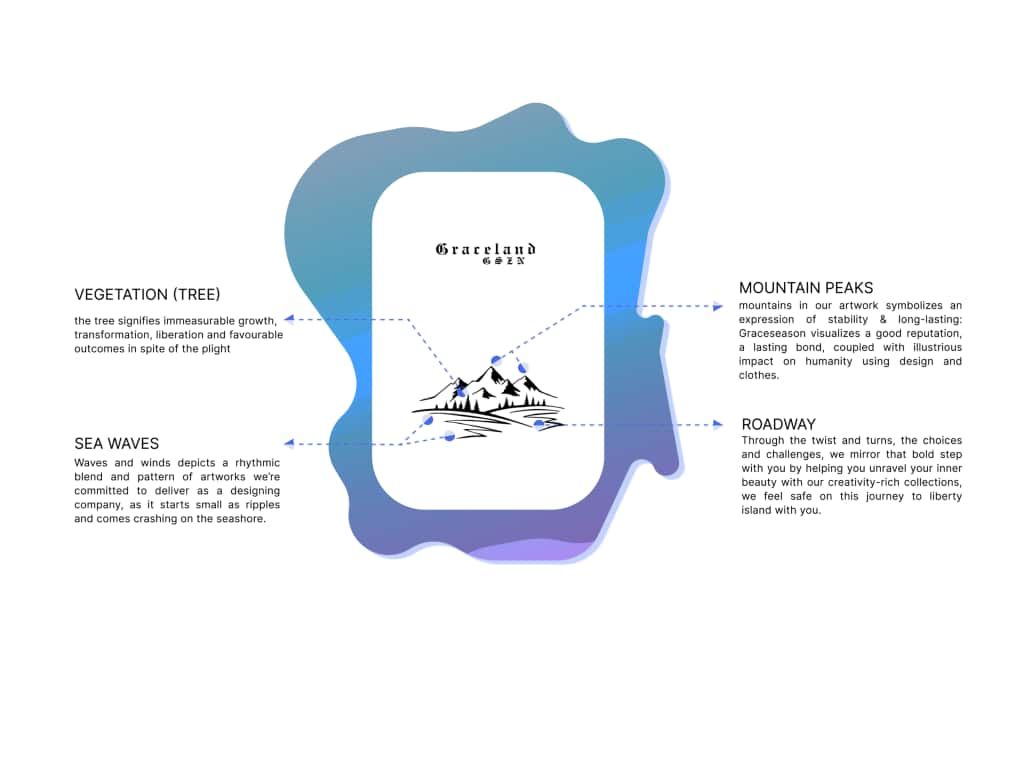 Graceland
GSZN
VEGETATION (TREE)
the tree signifies immeasurable growth,
transformation, liberation and favourable
outcomes in spite of the plight
MOUNTAIN PEAKS
mountains in our artwork symbolizes an
expression of stability & long-lasting:
Graceseason visualizes a good reputation,
a lasting bond, coupled with illustrious
impact on humanity using design and
clothes.
SEA WAVES
Waves and winds depicts a rhythmic
blend and pattern of artworks we're
committed to deliver as a designing
company, as it starts small as ripples
and comes crashing on the seashore.
ROADWAY
Through the twist and turns, the choices
and challenges, we mirror that bold step
with you by helping you unravel your inner
beauty with our creativity-rich collections,
we feel safe on this journey to liberty
island with you.